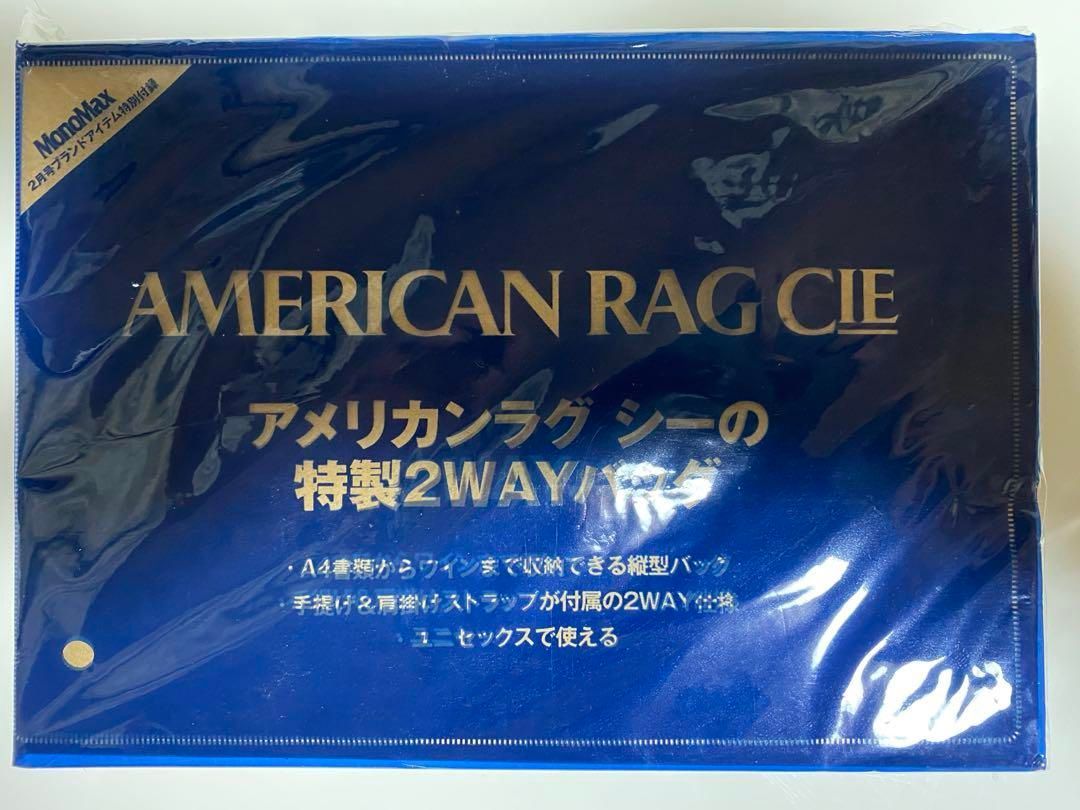 MonoMax
2月号ブランドアイテム特別付録
AMERICAN RAG CIE
アメリカンラグ シーの
特製2WAYバッグ
・A4書類からワインまで収納できる縦型バッグ
・手提げ&肩掛けストラップが付属の2WAY仕様
・ユニセックスで使える